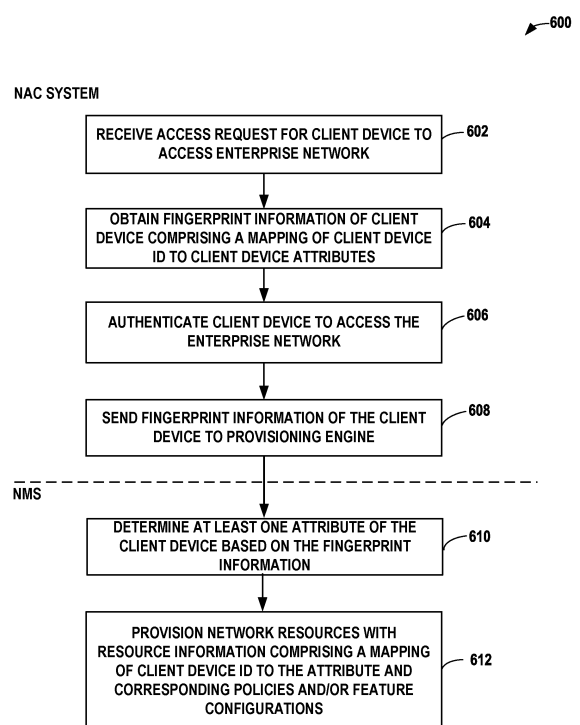 600
NAC SYSTEM
RECEIVE ACCESS REQUEST FOR CLIENT DEVICE TO
ACCESS ENTERPRISE NETWORK
602
OBTAIN FINGERPRINT INFORMATION OF CLIENT
DEVICE COMPRISING A MAPPING OF CLIENT DEVICE
ID TO CLIENT DEVICE ATTRIBUTES
604
AUTHENTICATE CLIENT DEVICE TO ACCESS THE
ENTERPRISE NETWORK
606
SEND FINGERPRINT INFORMATION OF THE CLIENT
DEVICE TO PROVISIONING ENGINE
608
NMS
DETERMINE AT LEAST ONE ATTRIBUTE OF THE
CLIENT DEVICE BASED ON THE FINGERPRINT
INFORMATION
610
PROVISION NETWORK RESOURCES WITH
RESOURCE INFORMATION COMPRISING A MAPPING
OF CLIENT DEVICE ID TO THE ATTRIBUTE AND
CORRESPONDING POLICIES AND/OR FEATURE
CONFIGURATIONS
612